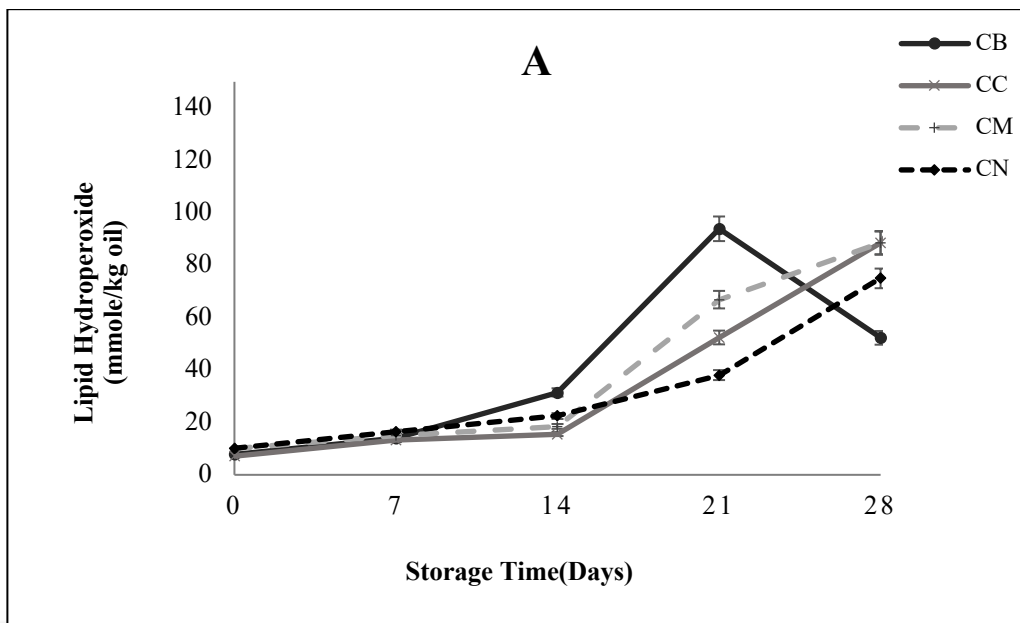 A
CB
CC
CM
CN
Lipid Hydroperoxide
(mmole/kg oil)
140
120
100
80
60
40
20
0
0 7 14 21 28
Storage Time(Days)